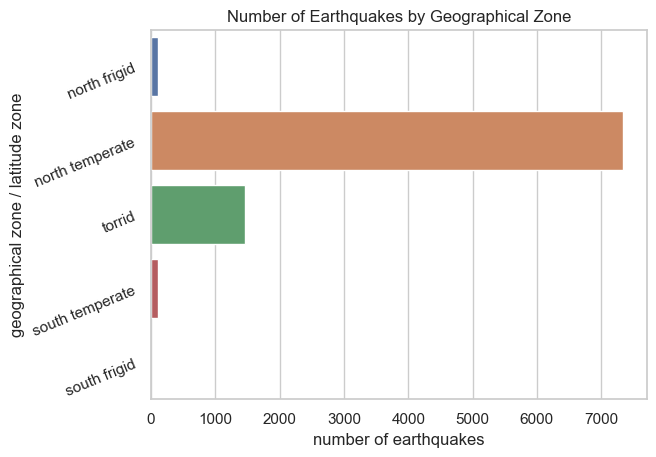 Number of Earthquakes by Geographical Zone
geographical zone / latitude zone
north frigid
north temperate
torrid
south temperate
south frigid
0 1000 2000 3000 4000 5000 6000 7000
number of earthquakes